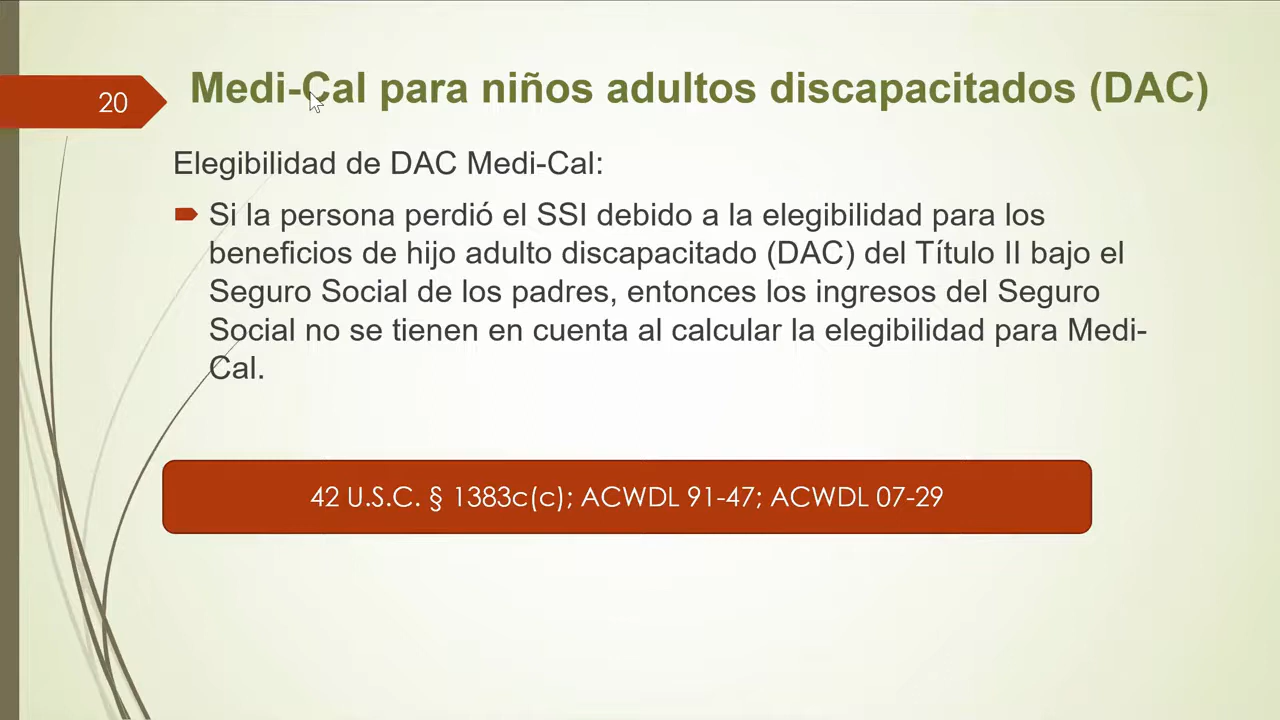 20
Medi-Cal para niños adultos discapacitados (DAC)
Elegibilidad de DAC Medi-Cal:
Si la persona perdió el SSI debido a la elegibilidad para los
beneficios de hijo adulto discapacitado (DAC) del Título II bajo el
Seguro Social de los padres, entonces los ingresos del Seguro
Social no se tienen en cuenta al calcular la elegibilidad para Medi-
Cal.
42 U.S.C. § 1383c(c); ACWDL 91-47; ACWDL 07-29